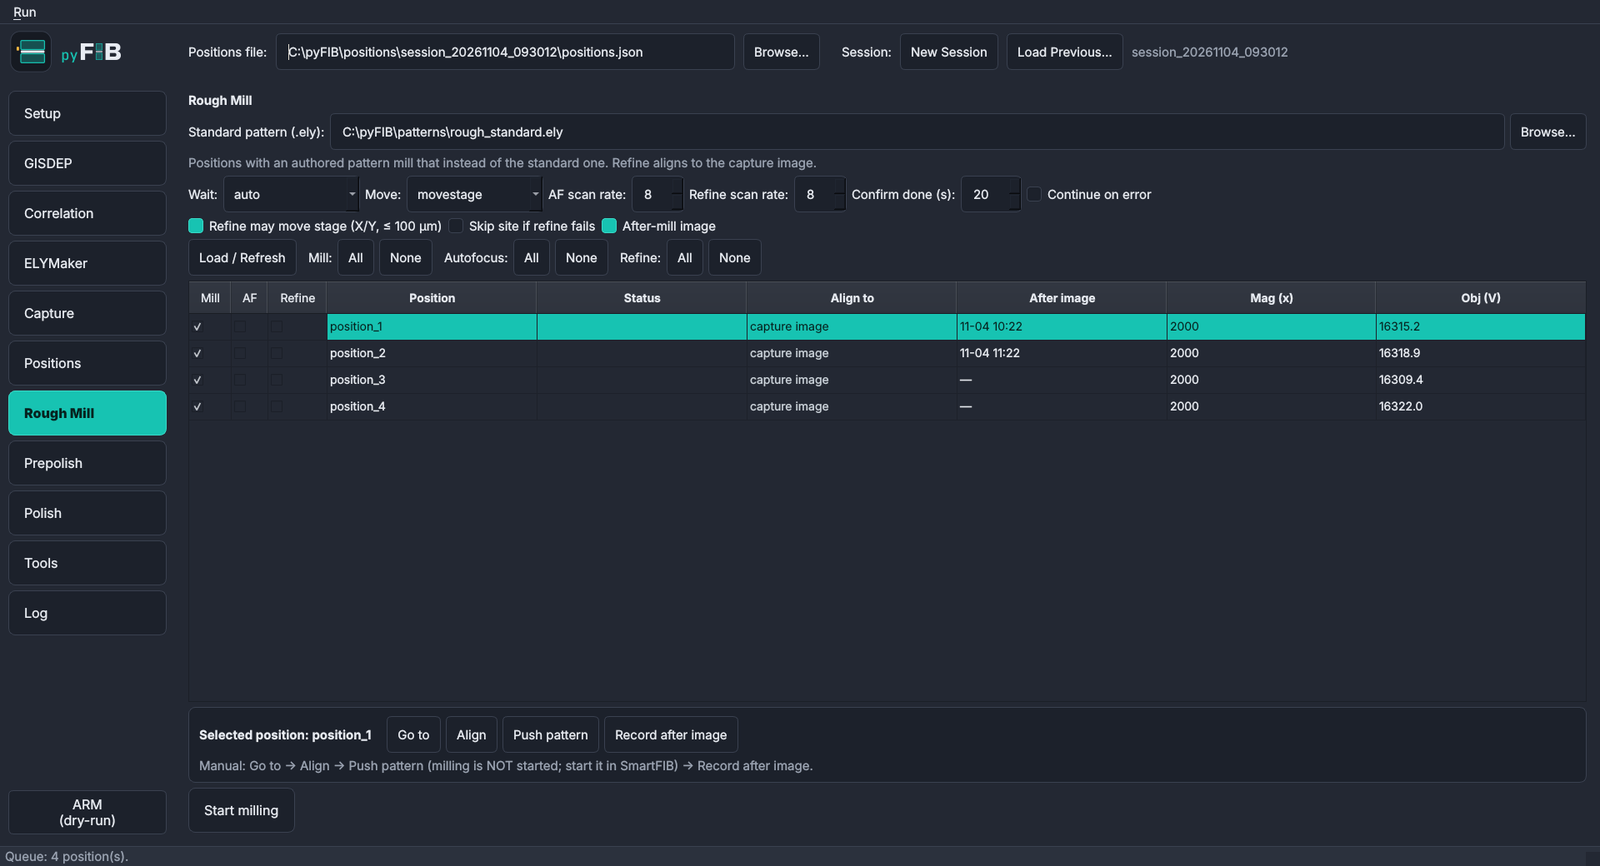 Run
pyFIB
Positions file: C:\pyFIB\positions\session_20261104_093012\positions.json Browse... Session: New Session Load Previous... session_20261104_093012
Setup
GISDEP
Correlation
ELYMaker
Capture
Positions
Rough Mill
Prepolish
Polish
Tools
Log
ARM
(dry-run)
Rough Mill
Standard pattern (.ely): C:\pyFIB\patterns\rough_standard.ely Browse...
Positions with an authored pattern mill that instead of the standard one. Refine aligns to the capture image.
Wait: auto Move: movestage AF scan rate: 8 Refine scan rate: 8 Confirm done (s): 20 Continue on error
Refine may move stage (X/Y, ≤ 100 µm) Skip site if refine fails After-mill image
Load / Refresh Mill: All None Autofocus: All None Refine: All None
Mill AF Refine Position Status Align to After image Mag (x) Obj (V)
✓ position_1 capture image 11-04 10:22 2000 16315.2
✓ position_2 capture image 11-04 11:22 2000 16318.9
✓ position_3 capture image — 2000 16309.4
✓ position_4 capture image — 2000 16322.0
Selected position: position_1 Go to Align Push pattern Record after image
Manual: Go to → Align → Push pattern (milling is NOT started; start it in SmartFIB) → Record after image.
Start milling
Queue: 4 position(s).